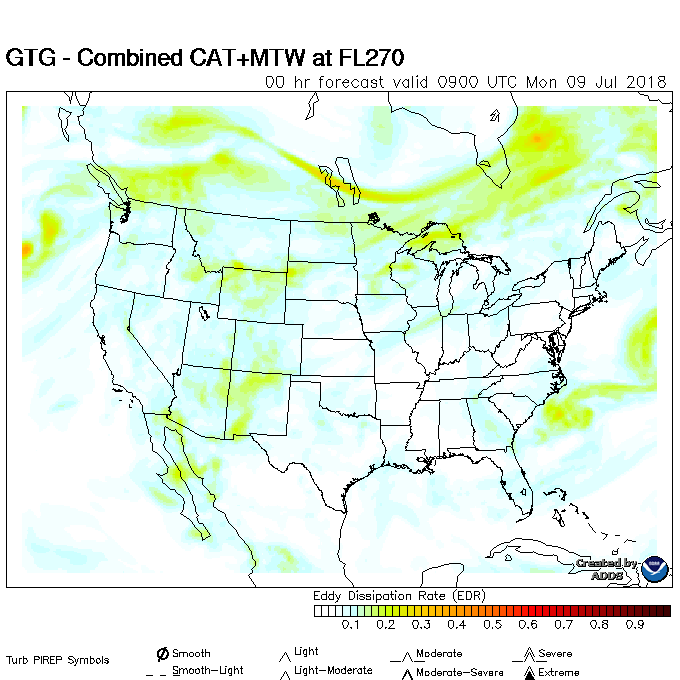 GTG - Combined CAT+MTW at FL270
00 hr forecast valid 0900 UTC Mon 09 Jul 2018
Created by
ADDS
Eddy Dissipation Rate (EDR)
0.1 0.2 0.3 0.4 0.5 0.6 0.7 0.8 0.9
Turb PIREP Symbols
Smooth
Light
Moderate
Severe
Smooth-Light
Light-Moderate
Moderate-Severe
Extreme